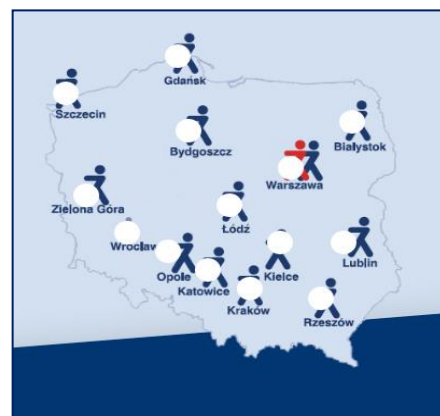 Gdańsk
Szczecin
Bydgoszcz
Białystok
Warszawa
Zielona Góra
Łódź
Wrocław
Lublin
Opole
Kielce
Katowice
Kraków
Rzeszów